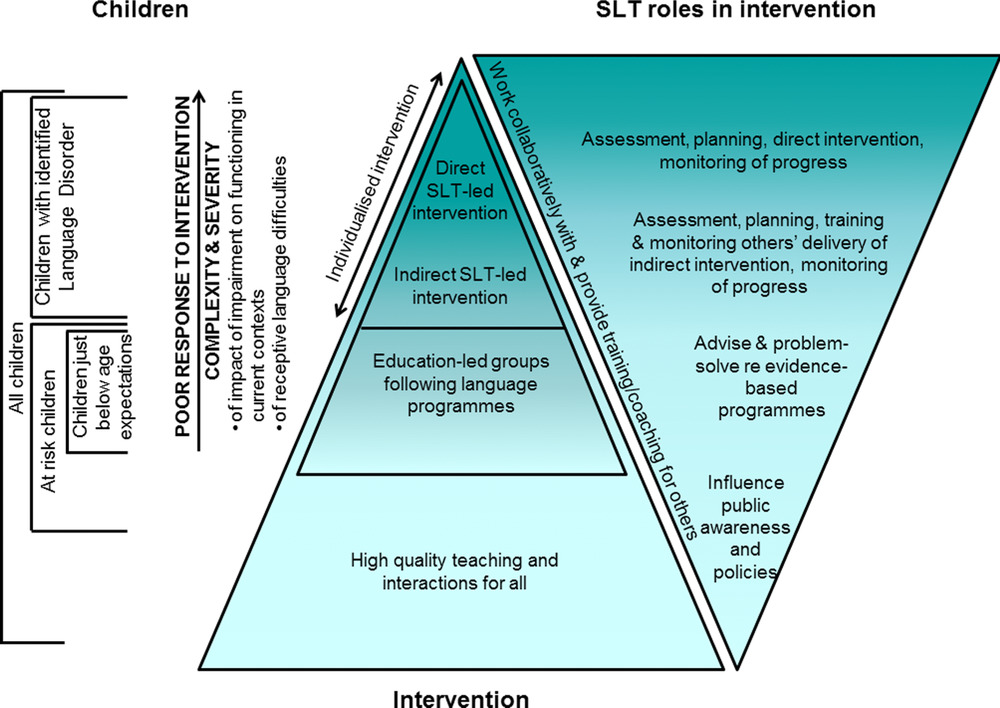 Children
SLT roles in intervention
All children
Children with identified
Language Disorder
At risk children
Children just
below age
expectations
POOR RESPONSE TO INTERVENTION
COMPLEXITY & SEVERITY
• of impact of impairment on functioning in
current contexts
• of receptive language difficulties
Individualised intervention
Direct
SLT-led
intervention
Indirect SLT-led
intervention
Education-led groups
following language
programmes
High quality teaching and
interactions for all
Intervention
Work collaboratively with & provide training/coaching for others
Assessment, planning, direct intervention,
monitoring of progress
Assessment, planning, training
& monitoring others’ delivery of
indirect intervention, monitoring
of progress
Advise & problem-
solve re evidence-
based
programmes
Influence
public
awareness
and
policies